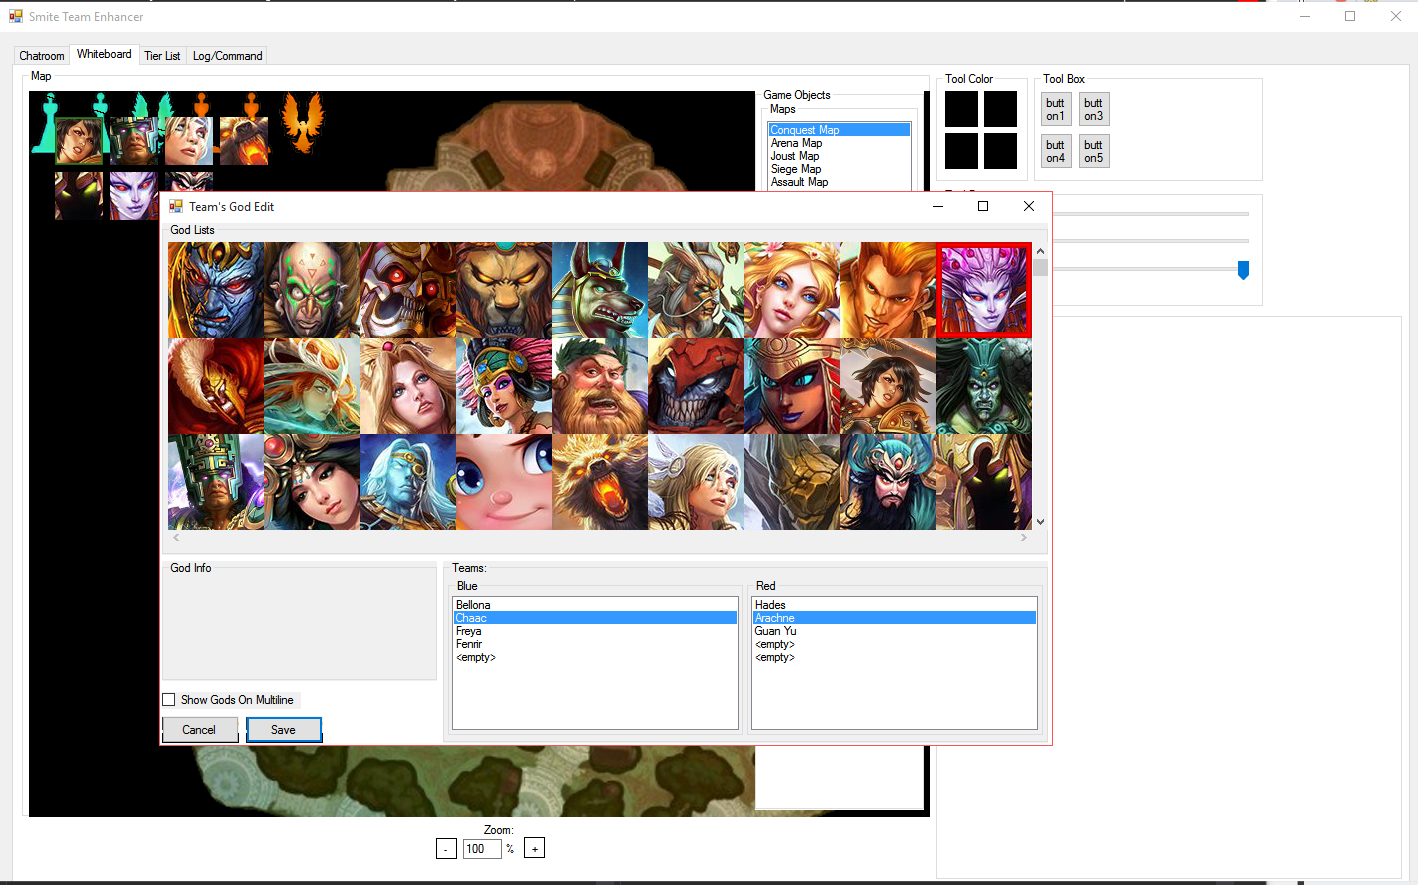 Smite Team Enhancer
Chatroom Whiteboard Tier List Log/Command
Map
Game Objects
Maps
Conquest Map
Arena Map
Joust Map
Siege Map
Assault Map
Tool Color
Tool Box
butt
on1
butt
on3
butt
on4
butt
on5
Team's God Edit
God Lists
God Info
Teams:
Blue
Bellona
Chaac
Freya
Fenrir
<empty>
Red
Hades
Arachne
Guan Yu
<empty>
<empty>
Show Gods On Multiline
Cancel Save
Zoom:
- 100 % +